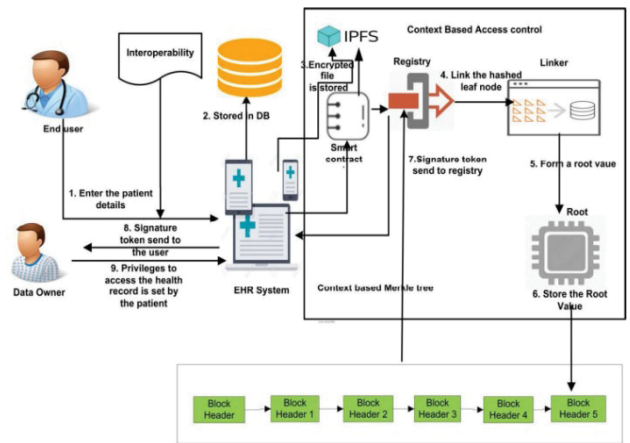 Context Based Access control
Interoperability
IPFS
Registry
Linker
3.Encrypted
file
is stored
4. Link the hashed
leaf node
End user
2. Stored in DB
Smart
contract
7.Signature token
send to registry
5. Form a root vaue
1. Enter the patient
details
8. Signature
token send to
the user
Root
9. Privileges to
access the health
record is set by
the patient
Data Owner
EHR System
Context based Merkle tree
6. Store the Root
Value
Block
Header
Block
Header 1
Block
Header 2
Block
Header 3
Block
Header 4
Block
Header 5